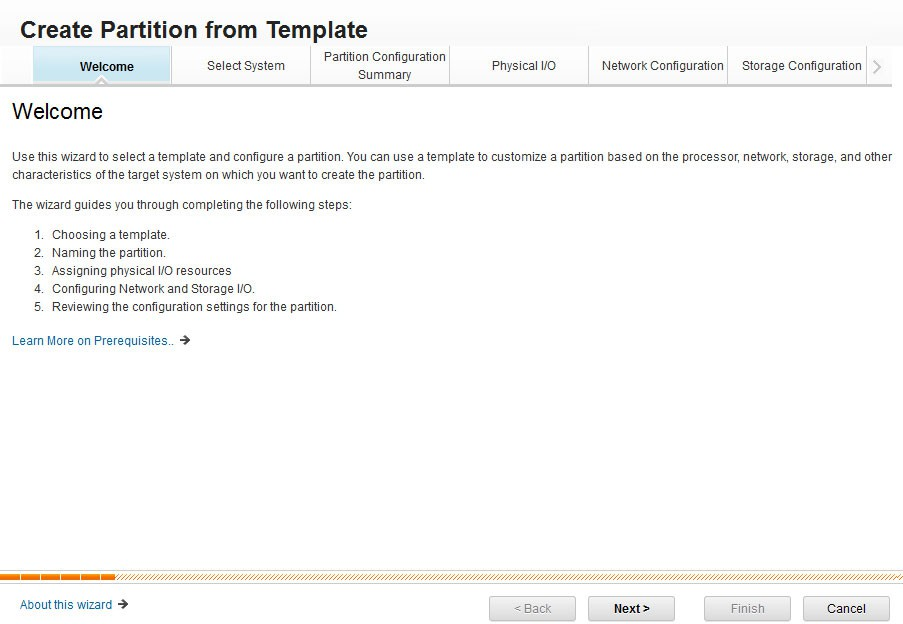 Create Partition from Template
Welcome
Select System
Partition Configuration
Summary
Physical I/O
Network Configuration
Storage Configuration
Welcome
Use this wizard to select a template and configure a partition. You can use a template to customize a partition based on the processor, network, storage, and other
characteristics of the target system on which you want to create the partition.
The wizard guides you through completing the following steps:
1. Choosing a template.
2. Naming the partition.
3. Assigning physical I/O resources
4. Configuring Network and Storage I/O.
5. Reviewing the configuration settings for the partition.
Learn More on Prerequisites.. →
About this wizard →
< Back
Next >
Finish
Cancel